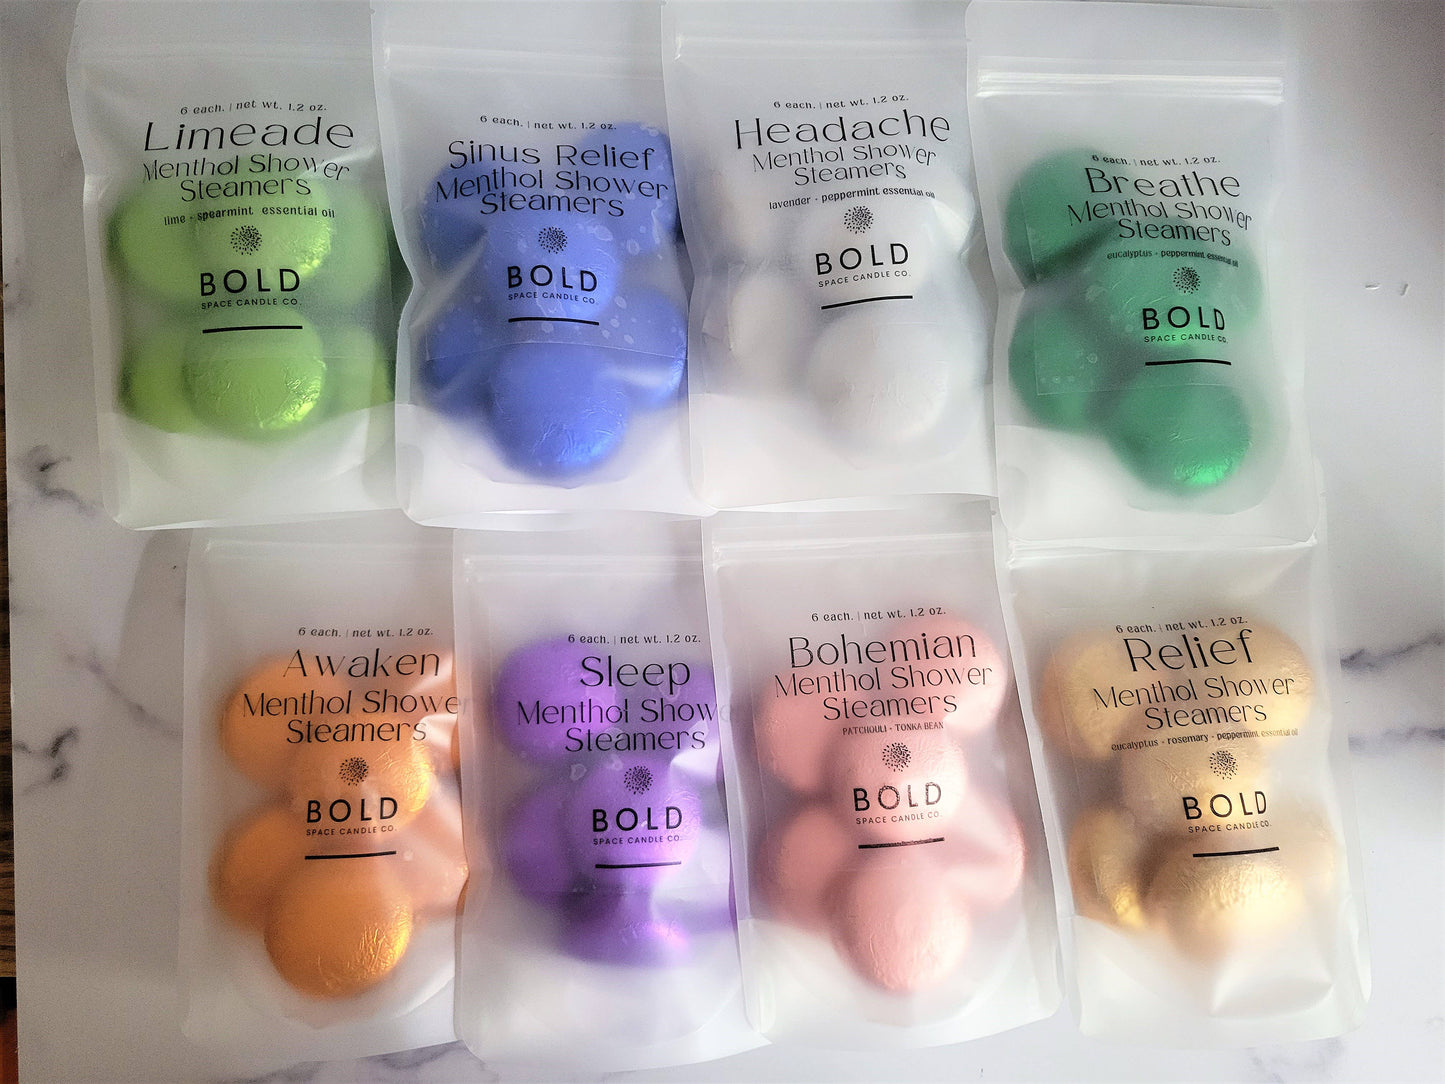 6 each. | net wt. 1.2 oz.
Limeade
Menthol Shower
Steamers
lime - spearmint essential oil
BOLD
SPACE CANDLE CO.
6 each. | net wt. 1.2 oz.
Sinus Relief
Menthol Shower
Steamers
BOLD
SPACE CANDLE CO.
6 each. | net wt. 1.2 oz.
Headache
Menthol Shower
Steamers
lavender - peppermint essential oil
BOLD
SPACE CANDLE CO.
6 each. | net wt. 1.2 oz.
Breathe
Menthol Shower
Steamers
eucalyptus - peppermint essential oil
BOLD
SPACE CANDLE CO.
6 each. | net wt. 1.2 oz.
Awaken
Menthol Shower
Steamers
BOLD
SPACE CANDLE CO.
6 each. | net wt. 1.2 oz.
Sleep
Menthol Show
Steamers
BOLD
SPACE CANDLE CO.
6 each. | net wt. 1.2 oz.
Bohemian
Menthol Shower
Steamers
PATCHOULI - TONKA BEAN
BOLD
SPACE CANDLE CO.
6 each. | net wt. 1.2 oz.
Relief
Menthol Shower
Steamers
eucalyptus - rosemary - peppermint essential oil
BOLD
SPACE CANDLE CO.